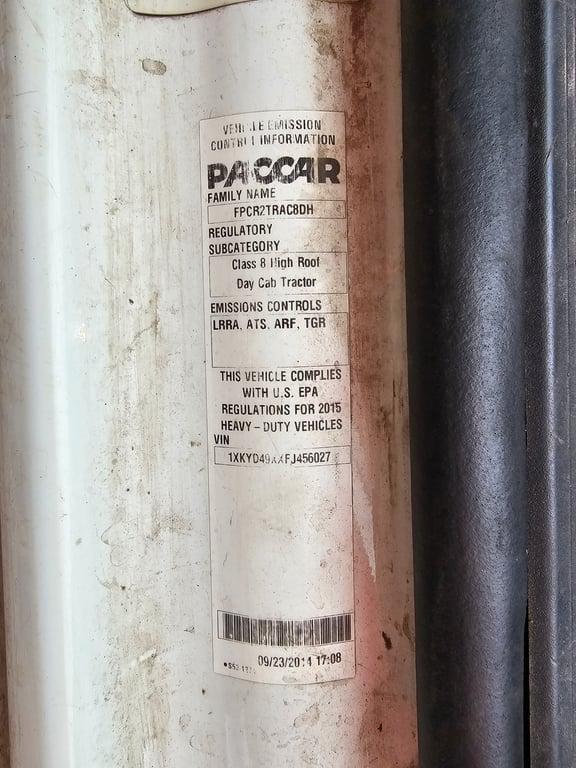 VEHICLE EMISSION
CONTROL INFORMATION
PACCAR
FAMILY NAME
FPCR2TRAC8DH
REGULATORY
SUBCATEGORY
Class 8 High Roof
Day Cab Tractor
EMISSIONS CONTROLS
LRRA, ATS, ARF, TGR
THIS VEHICLE COMPLIES
WITH U.S. EPA
REGULATIONS FOR 2015
HEAVY-DUTY VEHICLES
VIN
09/23/2014 17:08